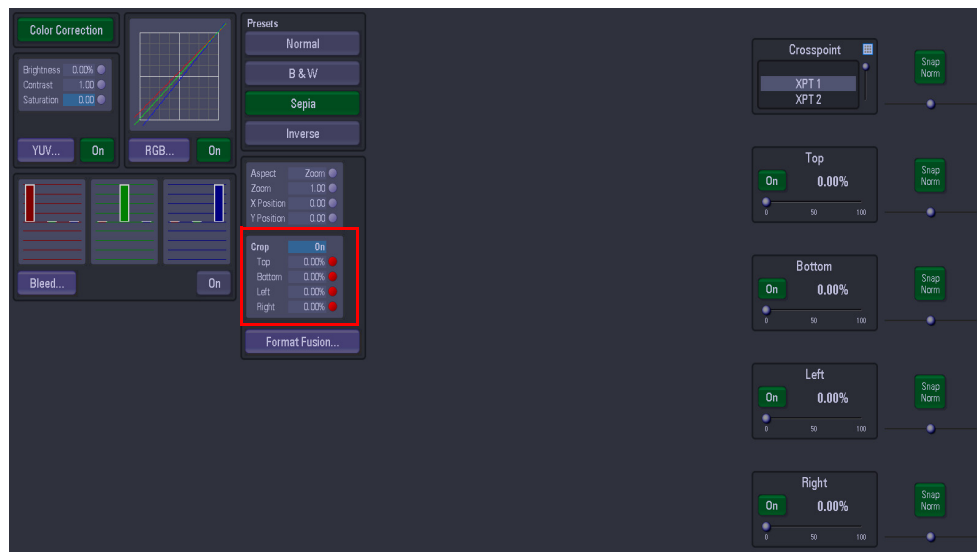 Color Correction
Brightness 0.00%
Contrast 1.00
Saturation 0.00
YUV... On
RGB... On
Presets
Normal
B & W
Sepia
Inverse
Bleed... On
Aspect Zoom
Zoom 1.00
X Position 0.00
Y Position 0.00
Crop On
Top 0.00%
Bottom 0.00%
Left 0.00%
Right 0.00%
Format Fusion...
Crosspoint
XPT 1
XPT 2
Snap
Norm
Top
On 0.00%
0 50 100
Snap
Norm
Bottom
On 0.00%
0 50 100
Snap
Norm
Left
On 0.00%
0 50 100
Snap
Norm
Right
On 0.00%
0 50 100
Snap
Norm